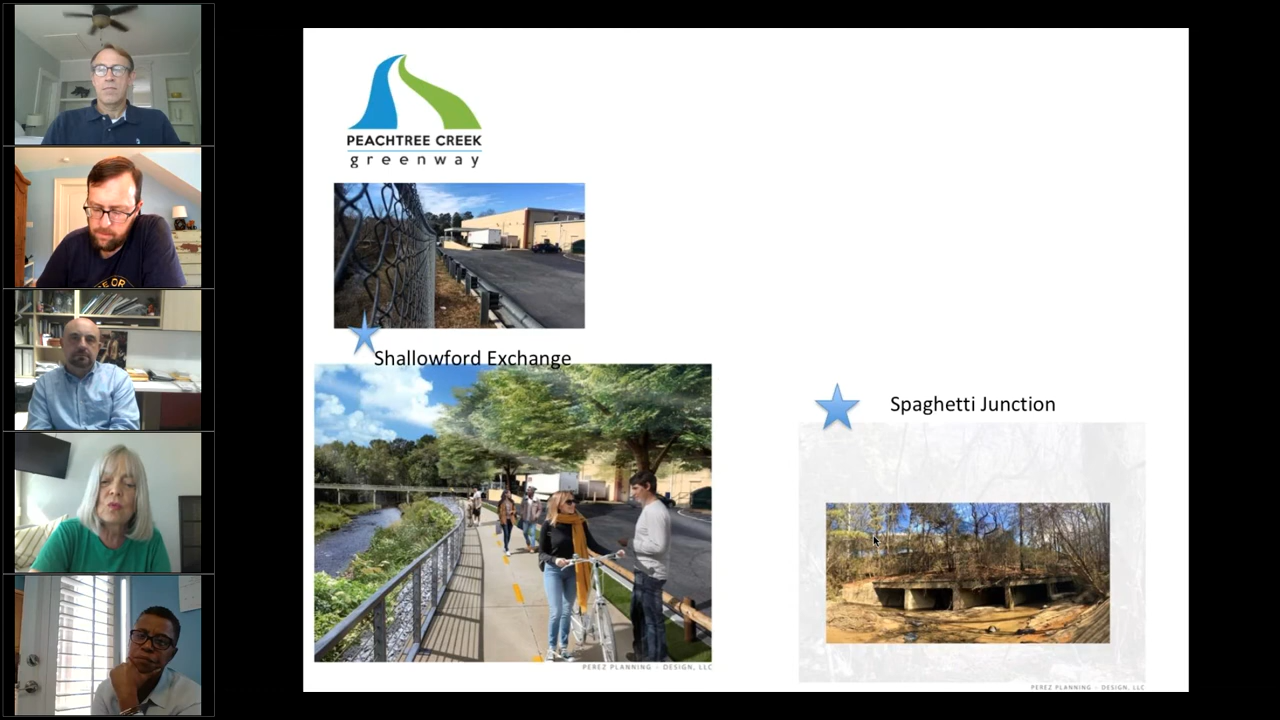 PEACHTREE CREEK
greenway
Shallowford Exchange
PEREZ PLANNING + DESIGN, LLC
Spaghetti Junction
PEREZ PLANNING + DESIGN, LLC